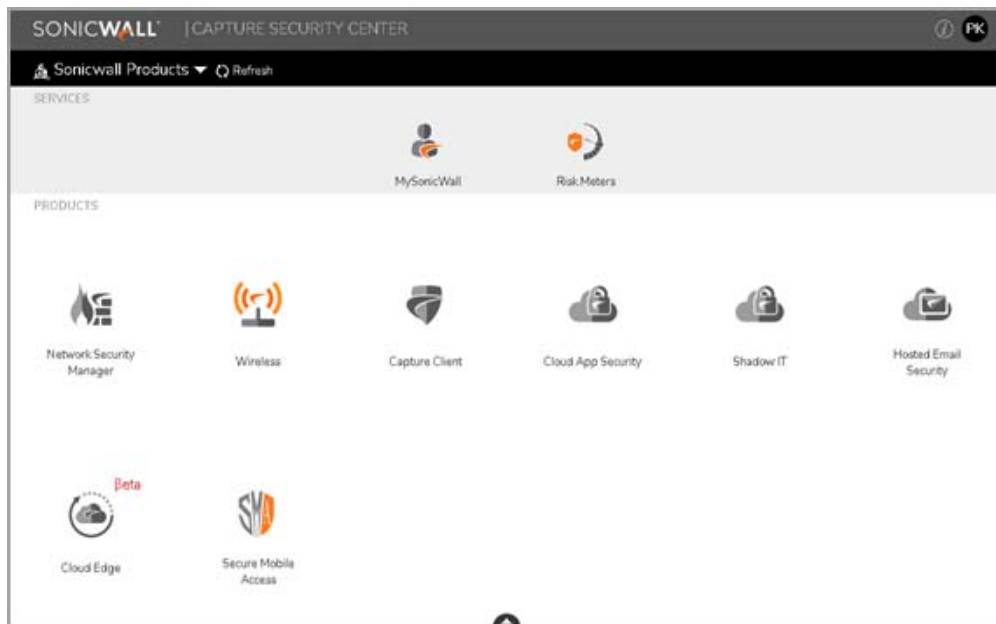 SONICWALL | CAPTURE SECURITY CENTER
PK
Sonicwall Products Refresh
SERVICES
MySonicWall
Risk Meters
PRODUCTS
Network Security
Manager
Wireless
Capture Client
Cloud App Security
Shadow IT
Hosted Email
Security
Beta
Cloud Edge
SMA
Secure Mobile
Access